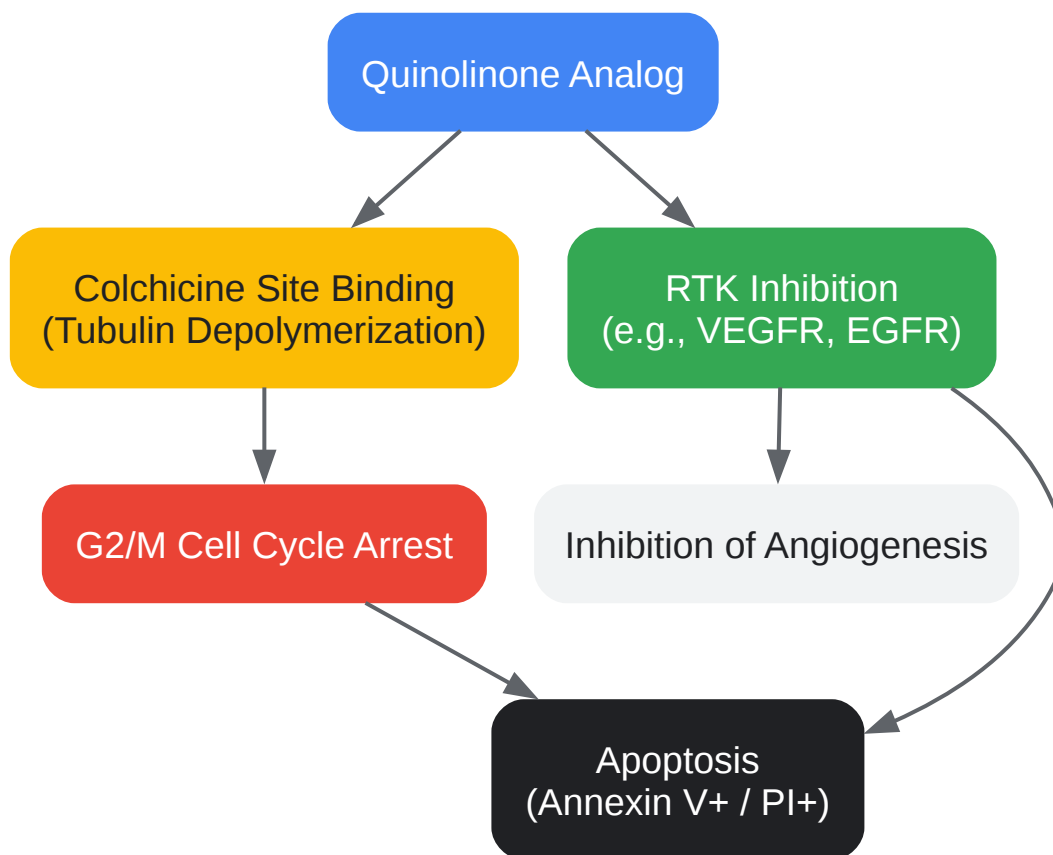 Quinolinone Analog
Colchicine Site Binding
(Tubulin Depolymerization)
RTK Inhibition
(e.g., VEGFR, EGFR)
G2/M Cell Cycle Arrest
Inhibition of Angiogenesis
Apoptosis
(Annexin V+ / PI+)